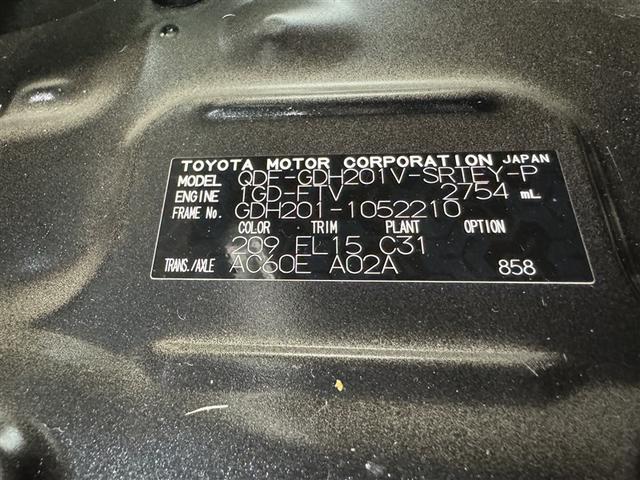 TOYOTA MOTOR CORPORATION JAPAN
MODEL QDF-GDH201V-SRTEY-P
ENGINE 1GD-FTV 2754 mL
FRAME No. GDH201-1052210
COLOR TRIM PLANT OPTION
209 FL15 C31
TRANS./AXLE AC60E A02A 858